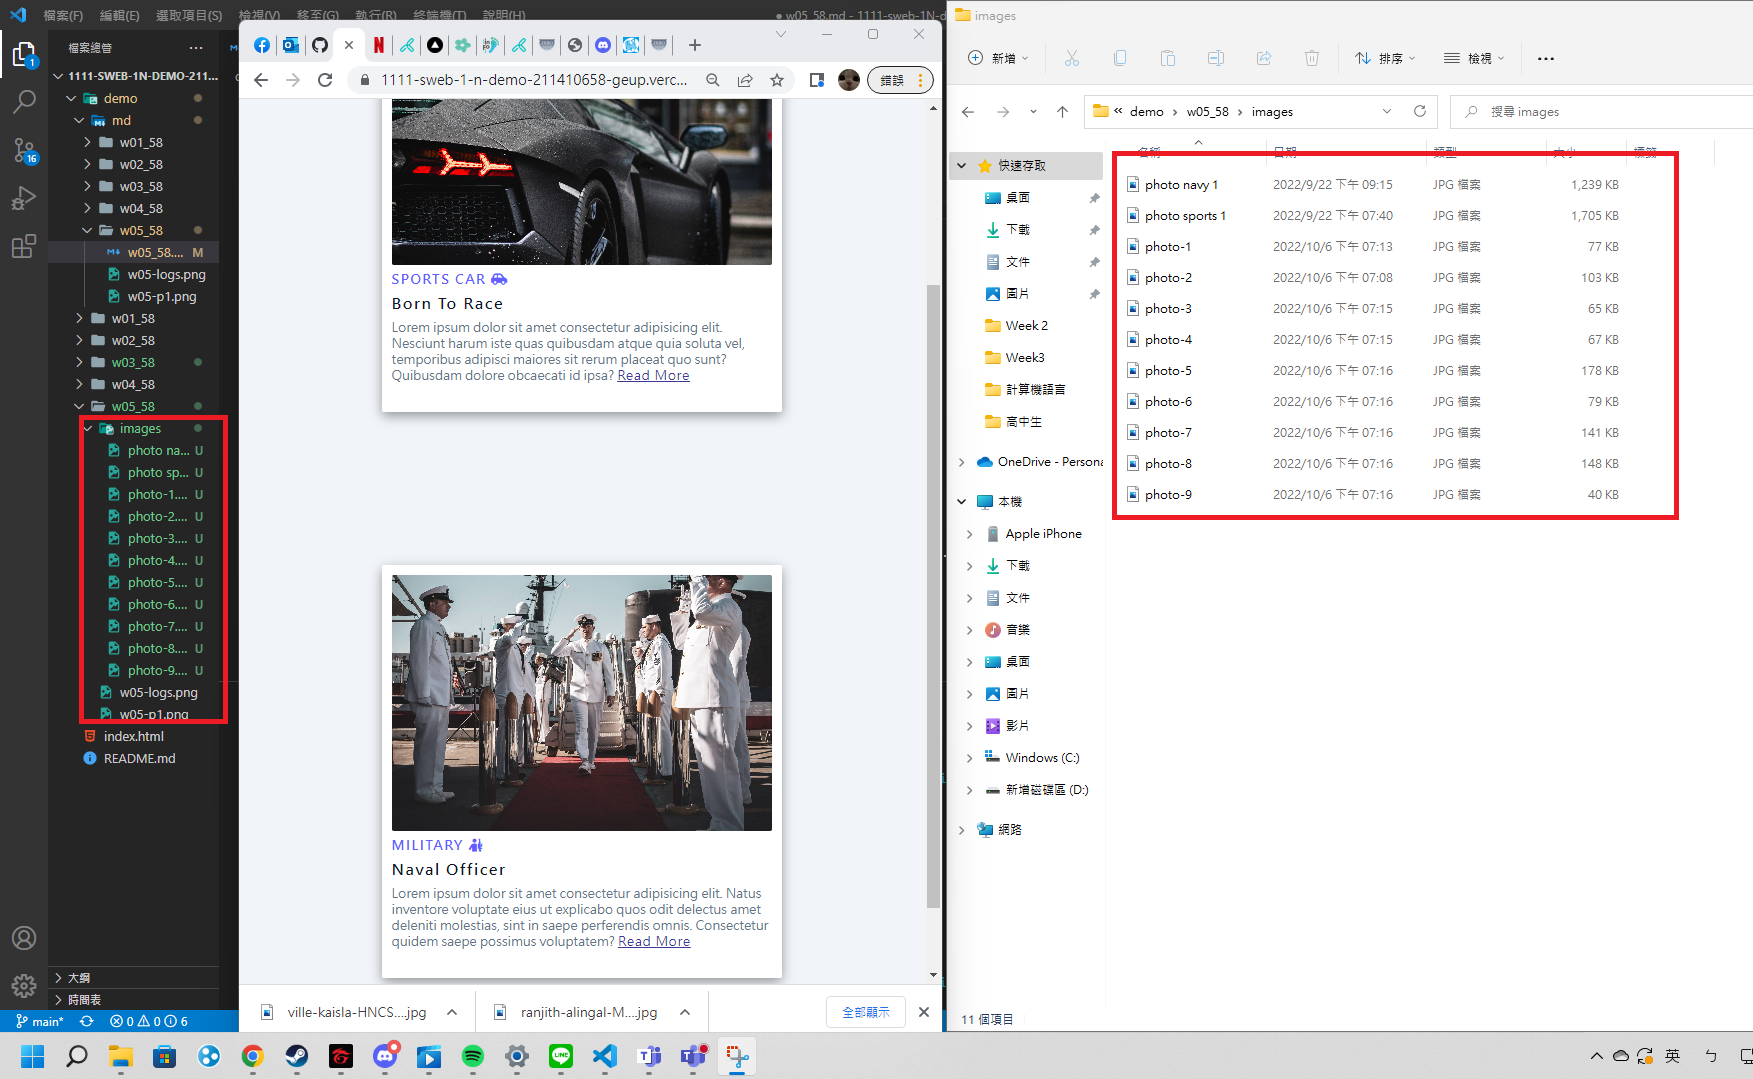 檔案(F) 編輯(E) 選取項目(S) 檢視(V) 移至(G) 執行(R) 終端機(T) 說明(H)
● w05_58.md - 1111-sweb-1N-d
檔案總管
1111-SWEB-1N-DEMO-211...
demo
md
w01_58
w02_58
w03_58
w04_58
w05_58
w05_58.... M
w05-logs.png
w05-p1.png
w01_58
w02_58
w03_58
w04_58
w05_58
images
photo na... U
photo sp... U
photo-1.... U
photo-2.... U
photo-3.... U
photo-4.... U
photo-5.... U
photo-6.... U
photo-7.... U
photo-8.... U
photo-9.... U
w05-logs.png
w05-p1.png
index.html
README.md
大綱
時間表
1
16
main*
0 0 6
1111-sweb-1-n-demo-211410658-geup.verc...
錯誤
SPORTS CAR
Born To Race
Lorem ipsum dolor sit amet consectetur adipisicing elit.
Nesciunt harum iste quas quibusdam atque quia soluta vel,
temporibus adipisci maiores sit rerum placeat quo sunt?
Quibusdam dolore obcaecati id ipsa? Read More
MILITARY
Naval Officer
Lorem ipsum dolor sit amet consectetur adipisicing elit. Natus
inventore voluptate eius ut explicabo quos odit delectus amet
deleniti molestias, sint in saepe perferendis omnis. Consectetur
quidem saepe possimus voluptatem? Read More
ville-kaisla-HNCS....jpg
ranjith-alingal-M....jpg
全部顯示
images
新增
排序
檢視
« demo › w05_58 › images
搜尋 images
名稱 日期 類型 大小 標籤
快速存取
桌面
下載
文件
圖片
Week 2
Week3
計算機語言
高中生
OneDrive - Persona
本機
Apple iPhone
下載
文件
音樂
桌面
圖片
影片
Windows (C:)
新增磁碟區 (D:)
網路
photo navy 1 2022/9/22 下午 09:15 JPG 檔案 1,239 KB
photo sports 1 2022/9/22 下午 07:40 JPG 檔案 1,705 KB
photo-1 2022/10/6 下午 07:13 JPG 檔案 77 KB
photo-2 2022/10/6 下午 07:08 JPG 檔案 103 KB
photo-3 2022/10/6 下午 07:15 JPG 檔案 65 KB
photo-4 2022/10/6 下午 07:15 JPG 檔案 67 KB
photo-5 2022/10/6 下午 07:16 JPG 檔案 178 KB
photo-6 2022/10/6 下午 07:16 JPG 檔案 79 KB
photo-7 2022/10/6 下午 07:16 JPG 檔案 141 KB
photo-8 2022/10/6 下午 07:16 JPG 檔案 148 KB
photo-9 2022/10/6 下午 07:16 JPG 檔案 40 KB
11 個項目
英 ㄅ